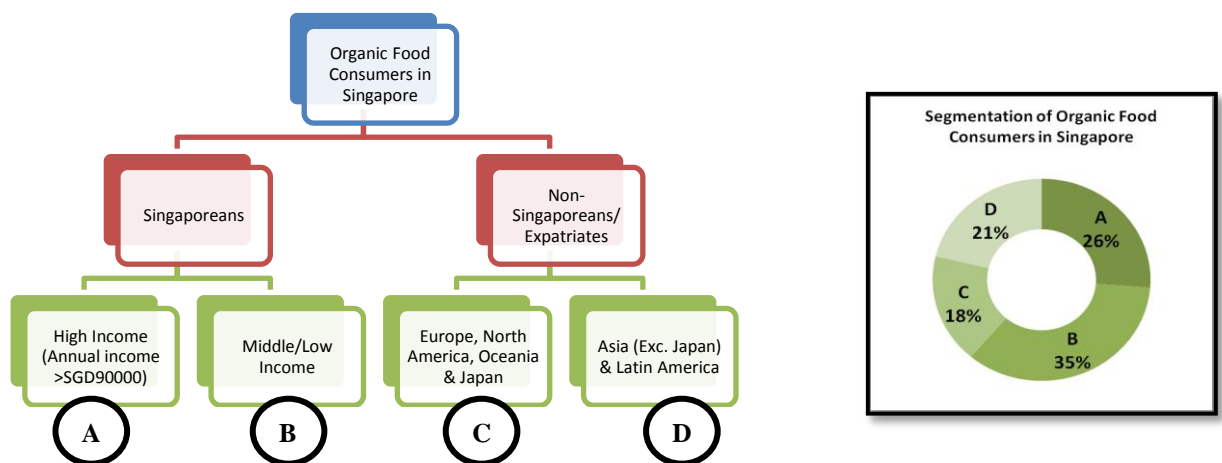 Organic Food
Consumers in
Singapore
Singaporeans
Non-
Singaporeans/
Expatriates
High Income
(Annual income
>SGD90000)
Middle/Low
Income
Europe, North
America, Oceania
& Japan
Asia (Exc. Japan)
& Latin America
A
B
C
D
Segmentation of Organic Food
Consumers in Singapore
D
21%
A
26%
C
18%
B
35%